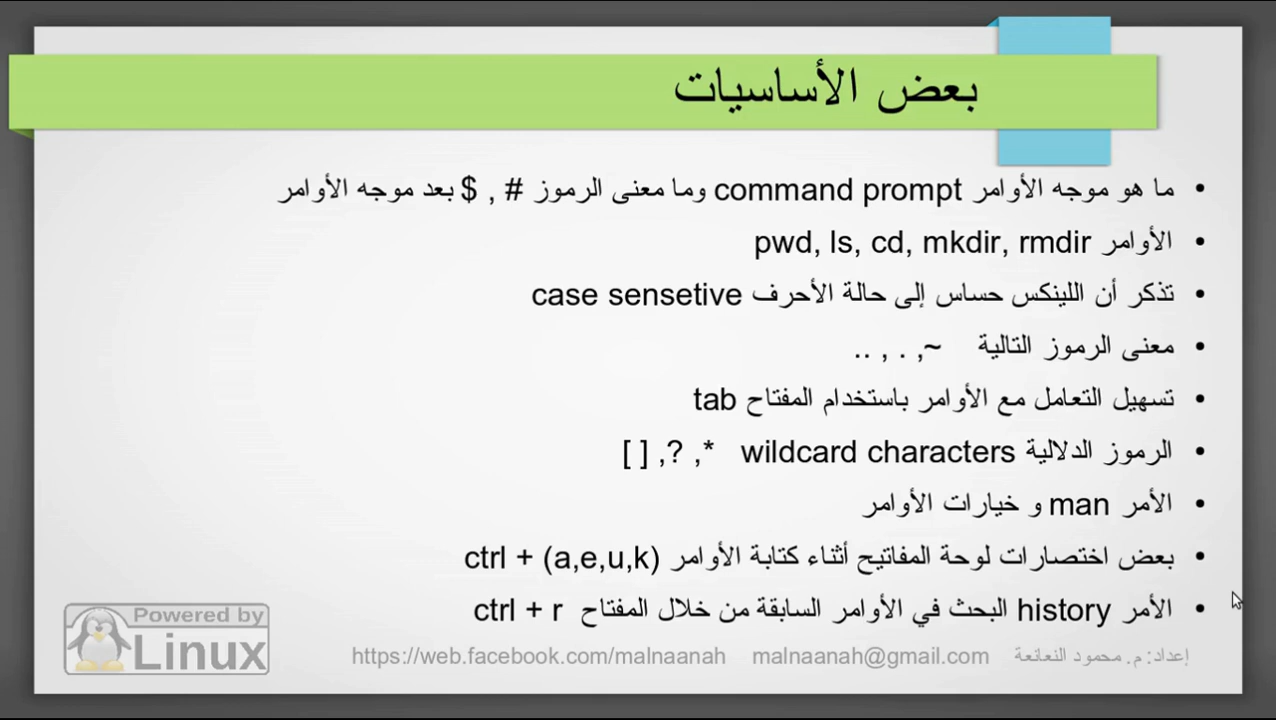 بعض الأساسيات
• ما هو موجه الأوامر command prompt وما معنى الرموز # , $ بعد موجه الأوامر
• الأوامر pwd, ls, cd, mkdir, rmdir
• تذكر أن اللينكس حساس إلى حالة الأحرف case sensetive
• معنى الرموز التالية ~, . , ..
• تسهيل التعامل مع الأوامر باستخدام المفتاح tab
• الرموز الدلالية wildcard characters *, ?, [ ]
• الأمر man و خيارات الأوامر
• بعض اختصارات لوحة المفاتيح أثناء كتابة الأوامر ctrl + (a,e,u,k)
• الأمر history البحث في الأوامر السابقة من خلال المفتاح ctrl + r
إعداد: م. محمود النعانعة malnaanah@gmail.com https://web.facebook.com/malnaanah
Powered by
Linux